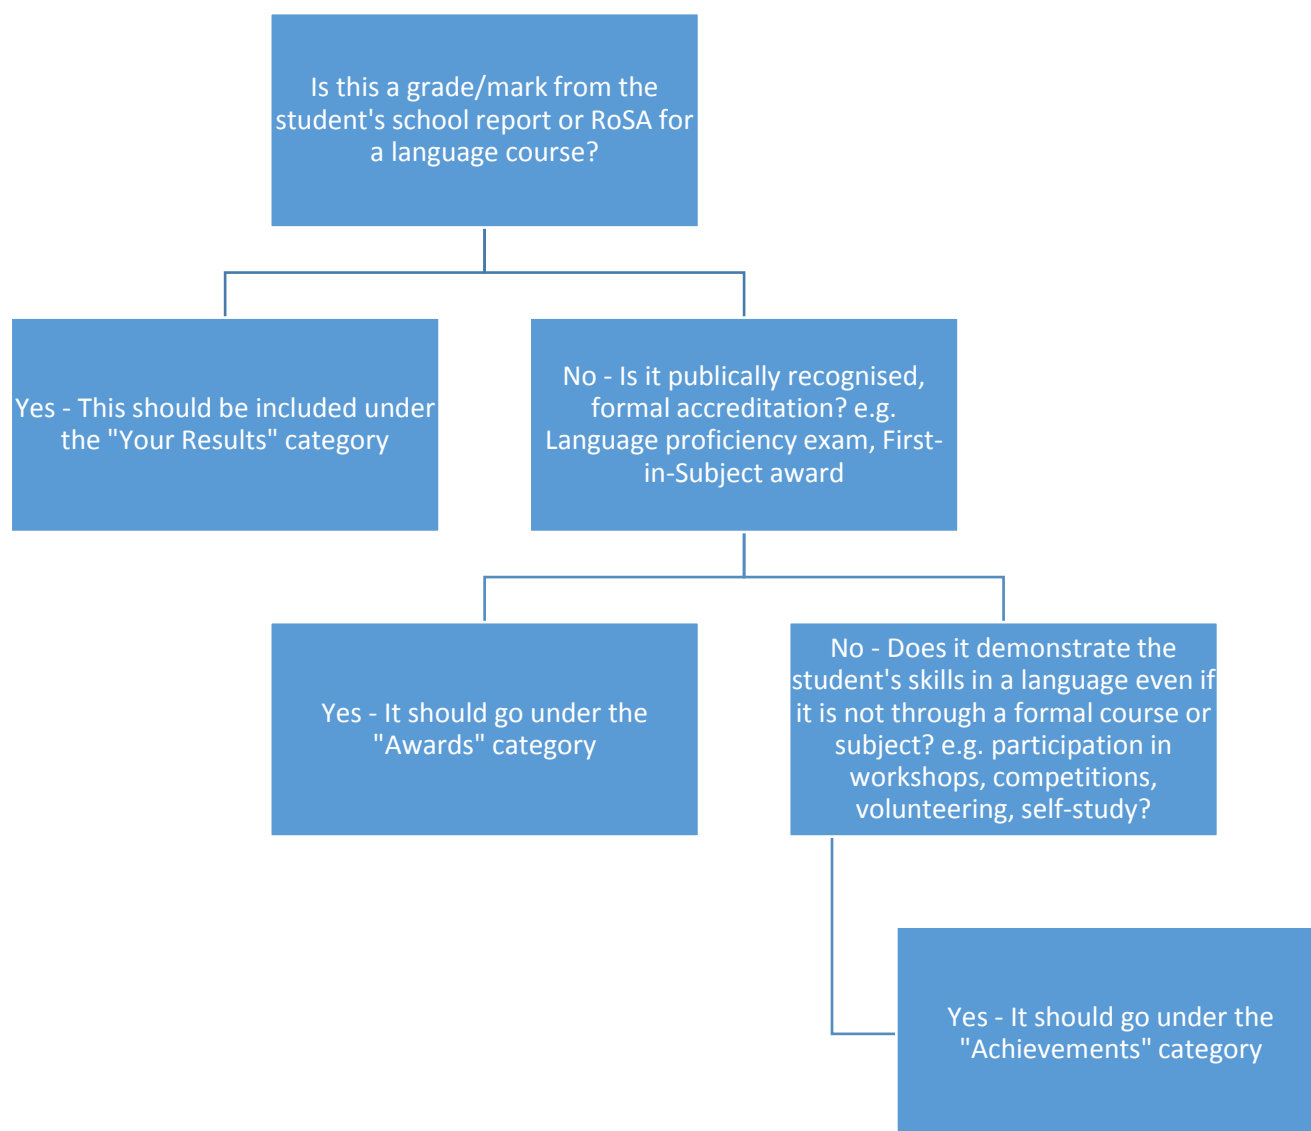 Is this a grade/mark from the
student's school report or RoSA for
a language course?
Yes - This should be included under
the "Your Results" category
No - Is it publically recognised,
formal accreditation? e.g.
Language proficiency exam, First-
in-Subject award
Yes - It should go under the
"Awards" category
No - Does it demonstrate the
student's skills in a language even if
it is not through a formal course or
subject? e.g. participation in
workshops, competitions,
volunteering, self-study?
Yes - It should go under the
"Achievements" category